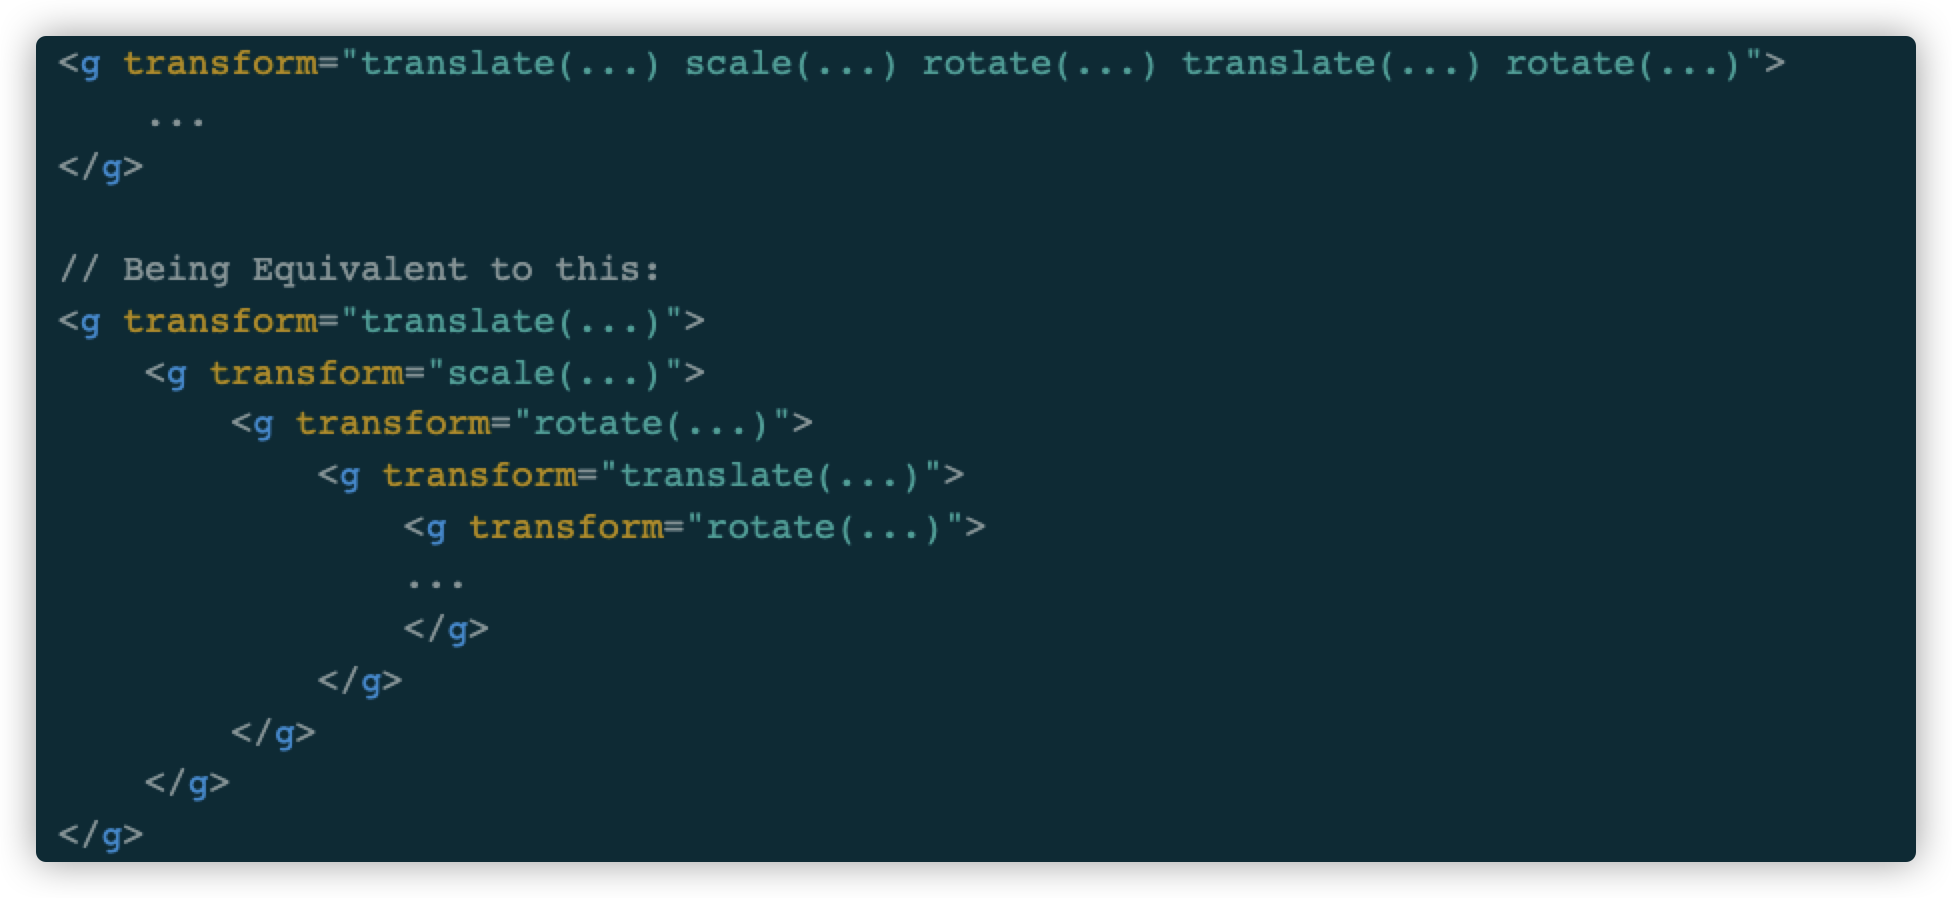 <g transform="translate(...) scale(...) rotate(...) translate(...) rotate(...)">
    ...
</g>

// Being Equivalent to this:
<g transform="translate(...)">
    <g transform="scale(...)">
        <g transform="rotate(...)">
            <g transform="translate(...)">
                <g transform="rotate(...)">
                ...
                </g>
            </g>
        </g>
    </g>
</g>